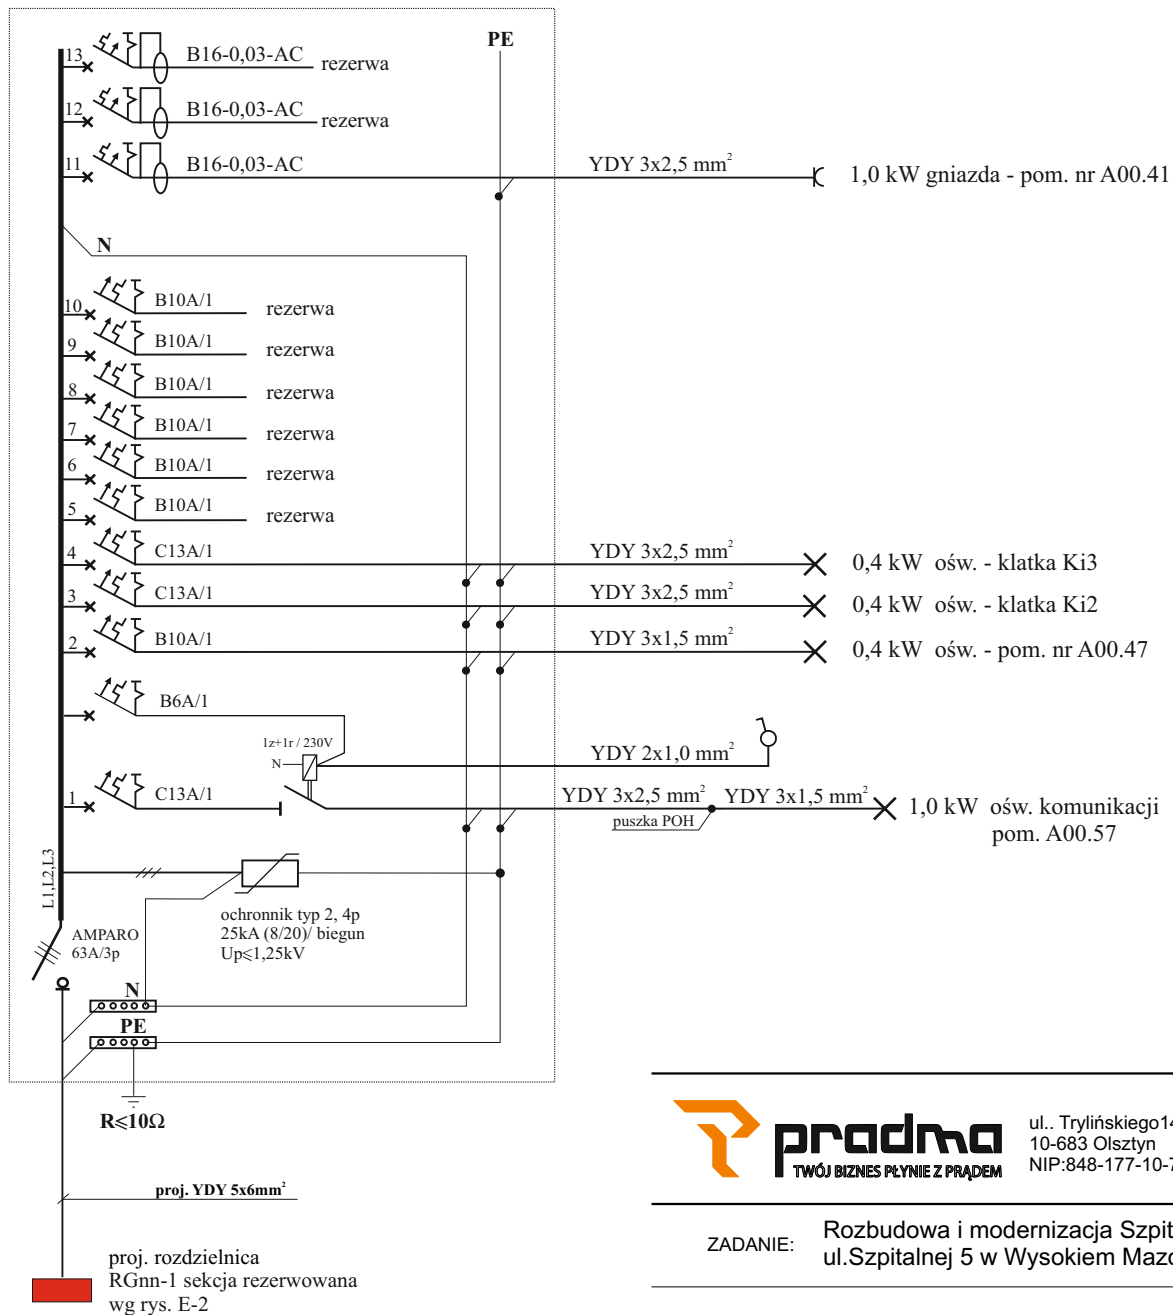 PE
13 B16-0,03-AC rezerwa
12 B16-0,03-AC rezerwa
11 B16-0,03-AC YDY 3x2,5 mm² 1,0 kW gniazda - pom. nr A00.41
N
10 B10A/1 rezerwa
9 B10A/1 rezerwa
8 B10A/1 rezerwa
7 B10A/1 rezerwa
6 B10A/1 rezerwa
5 B10A/1 rezerwa
4 C13A/1 YDY 3x2,5 mm² 0,4 kW ośw. - klatka Ki3
3 C13A/1 YDY 3x2,5 mm² 0,4 kW ośw. - klatka Ki2
2 B10A/1 YDY 3x1,5 mm² 0,4 kW ośw. - pom. nr A00.47
B6A/1
1z+1r / 230V
N
YDY 2x1,0 mm²
1 C13A/1 YDY 3x2,5 mm² YDY 3x1,5 mm² 1,0 kW ośw. komunikacji
puszka POH
pom. A00.57
L1,L2,L3
ochronnik typ 2, 4p
25kA (8/20)/ biegun
Up≤1,25kV
AMPARO
63A/3p
N
PE
R≤10Ω
proj. YDY 5x6mm²
proj. rozdzielnica
RGnn-1 sekcja rezerwowana
wg rys. E-2
pradma
TWÓJ BIZNES PŁYNIE Z PRĄDEM
ul.. Trylińskiego14
10-683 Olsztyn
NIP:848-177-10-7
ZADANIE:
Rozbudowa i modernizacja Szpit
ul.Szpitalnej 5 w Wysokiem Mazo